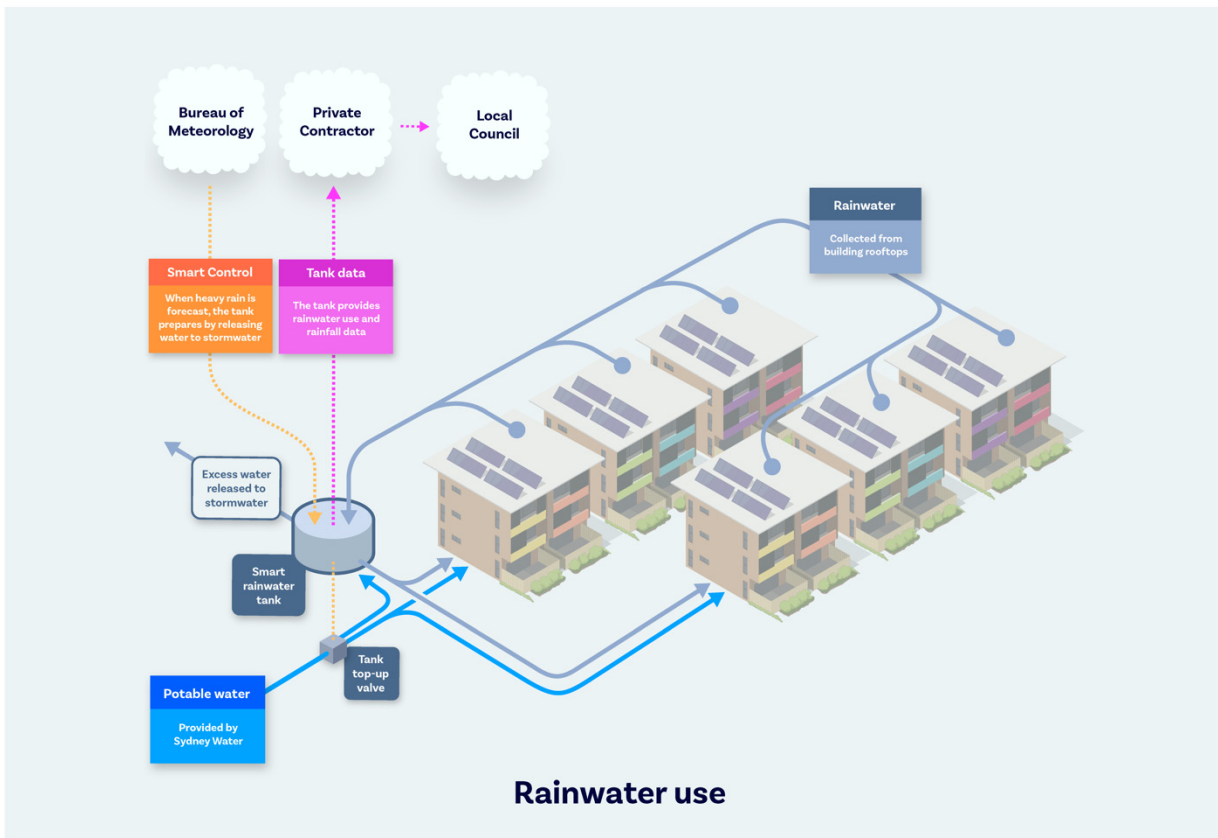 Bureau of
Meteorology
Private
Contractor
Local
Council
Rainwater
Collected from
building rooftops
Smart Control
When heavy rain is
forecast, the tank
prepares by releasing
water to stormwater
Tank data
The tank provides
rainwater use and
rainfall data
Excess water
released to
stormwater
Smart
rainwater
tank
Tank
top-up
valve
Potable water
Provided by
Sydney Water
Rainwater use